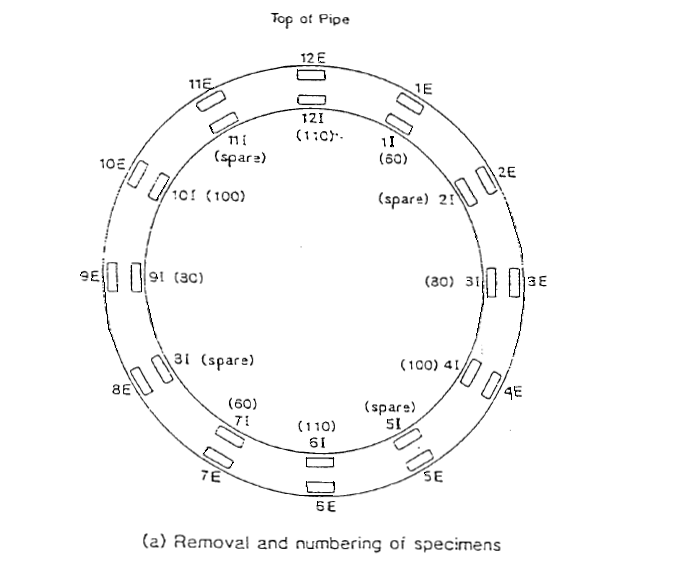 Top of Pipe
12E
11E
1E
12I
(110)
11I
(spare)
1I
(60)
10E
2E
10I (100)
(spare) 2I
9E
9I (80)
(80) 3I
3E
8I (spare)
(100) 4I
8E
4E
(60)
7I
(110)
6I
(spare)
5I
7E
5E
6E
(a) Removal and numbering of specimens